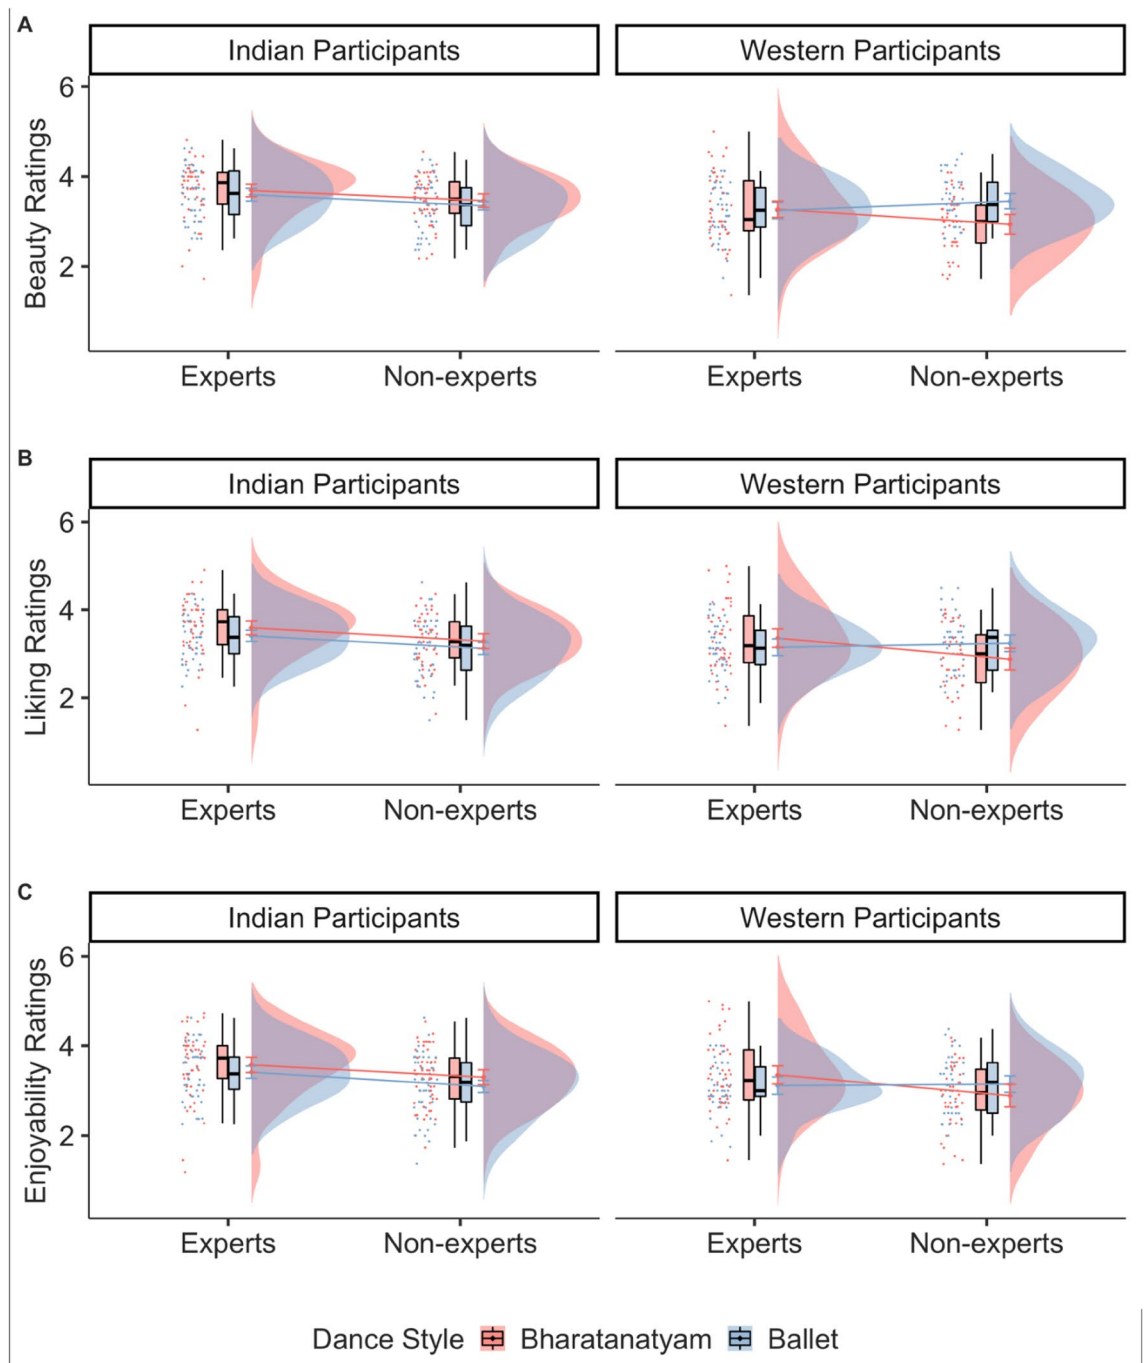 A
Indian Participants Western Participants
Beauty Ratings
6
4
2
Experts Non-experts Experts Non-experts
B
Indian Participants Western Participants
Liking Ratings
6
4
2
Experts Non-experts Experts Non-experts
C
Indian Participants Western Participants
Enjoyability Ratings
6
4
2
Experts Non-experts Experts Non-experts
Dance Style Bharatanatyam Ballet